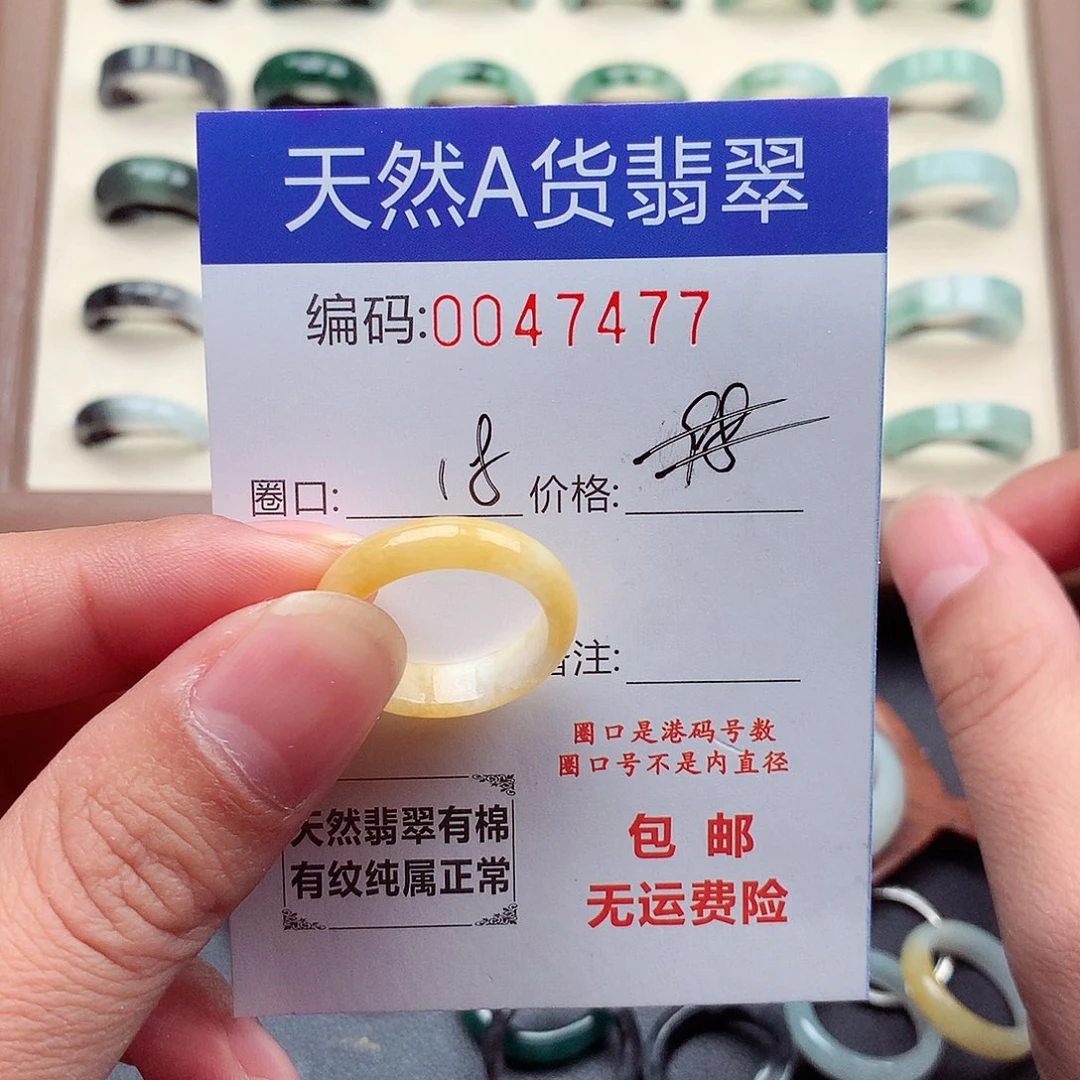 天然A货翡翠
编码:0047477
圈口: 18 价格:
注:
圈口是港码号数
圈口号不是内直径
天然翡翠有棉
有纹纯属正常
包邮
无运费险